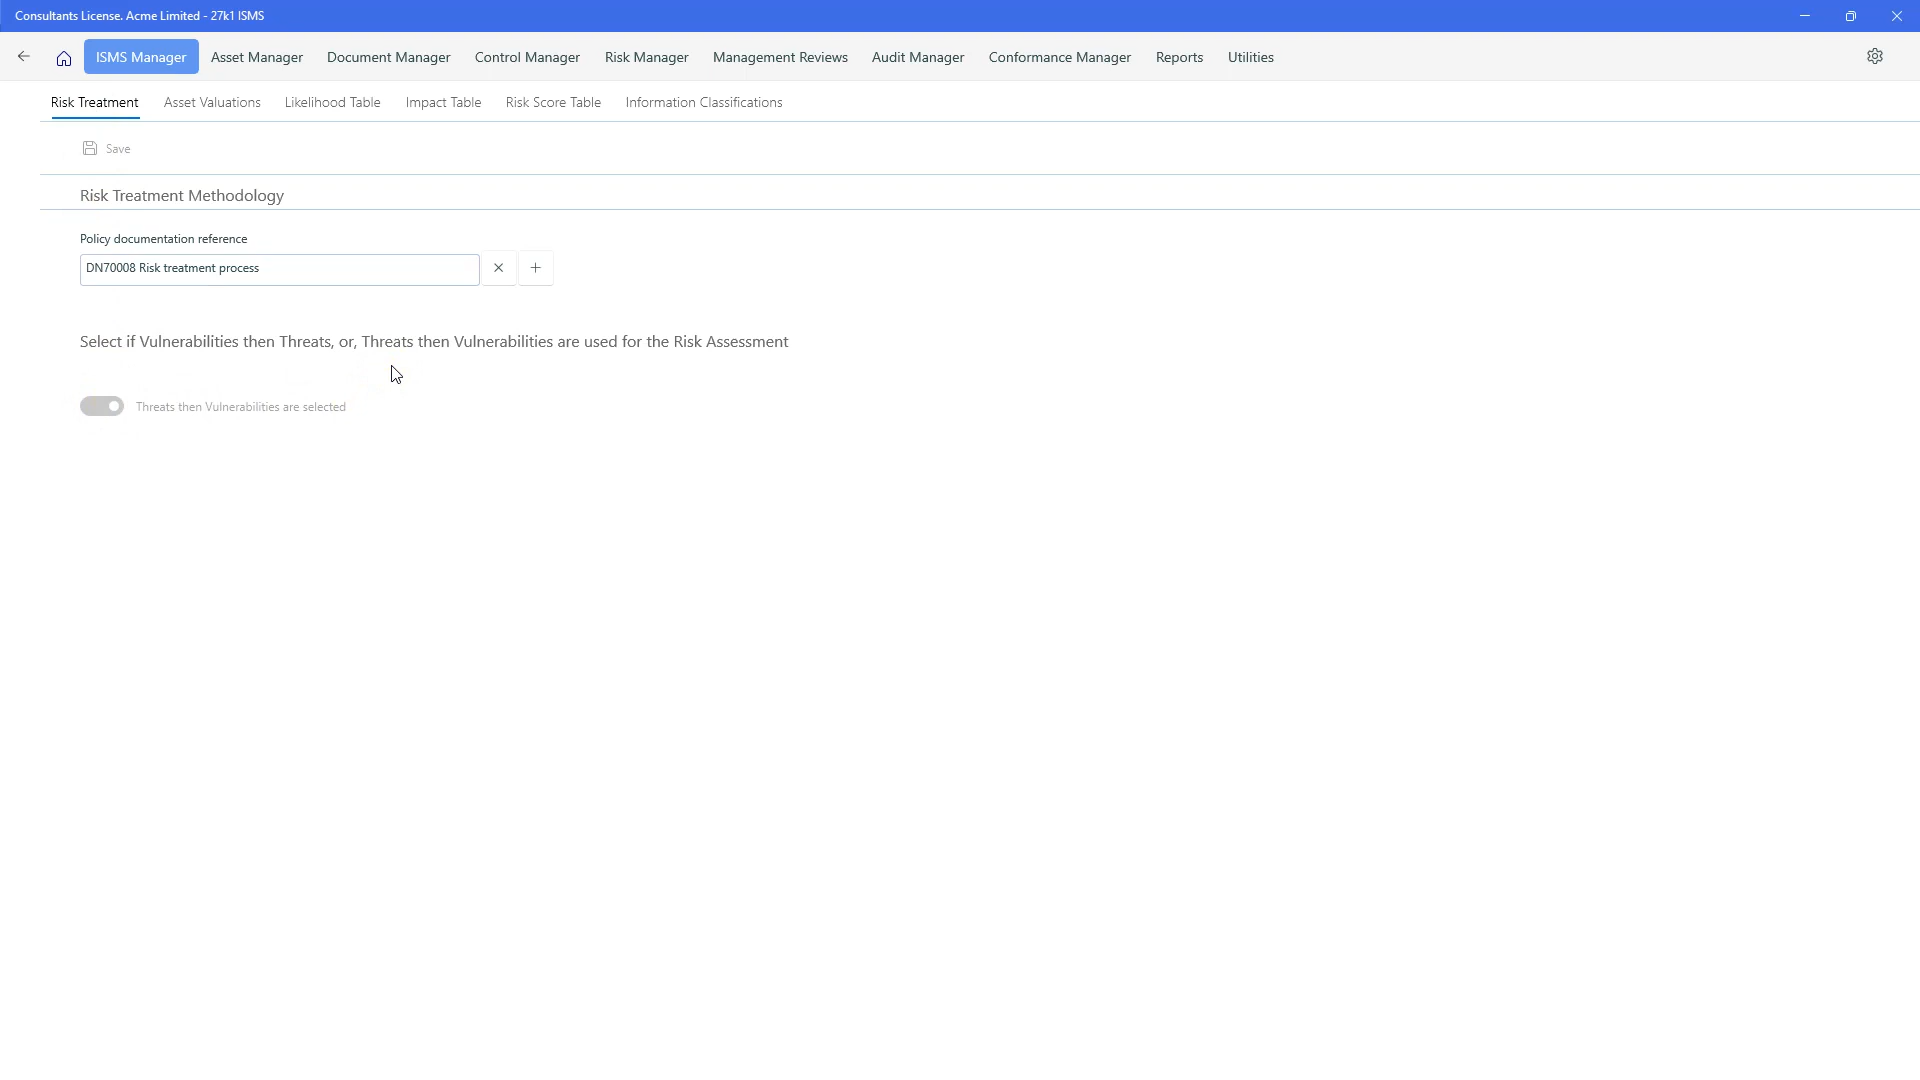 Consultants License. Acme Limited - 27k1 ISMS
ISMS Manager Asset Manager Document Manager Control Manager Risk Manager Management Reviews Audit Manager Conformance Manager Reports Utilities
Risk Treatment Asset Valuations Likelihood Table Impact Table Risk Score Table Information Classifications
Save
Risk Treatment Methodology
Policy documentation reference
DN70008 Risk treatment process
Select if Vulnerabilities then Threats, or, Threats then Vulnerabilities are used for the Risk Assessment
Threats then Vulnerabilities are selected